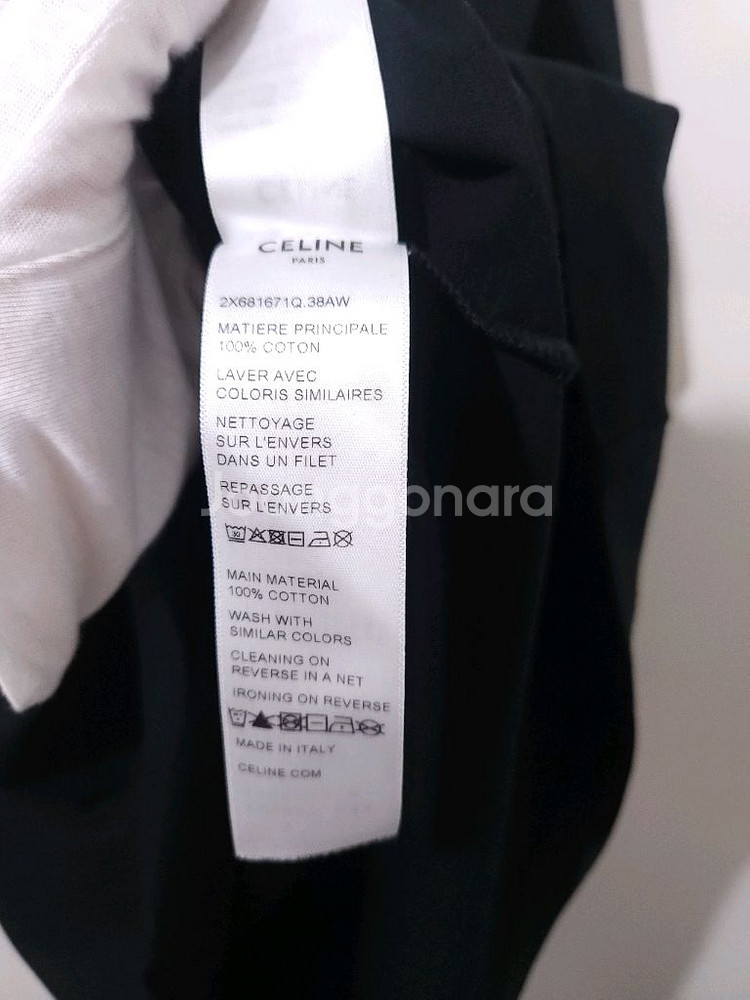 CELINE
CELINE
PARIS
2X681671Q.38AW
MATIERE PRINCIPALE
100% COTON
LAVER AVEC
COLORIS SIMILAIRES
NETTOYAGE
SUR L'ENVERS
DANS UN FILET
REPASSAGE
SUR L'ENVERS
MAIN MATERIAL
100% COTTON
WASH WITH
SIMILAR COLORS
CLEANING ON
REVERSE IN A NET
IRONING ON REVERSE
MADE IN ITALY
CELINE.COM